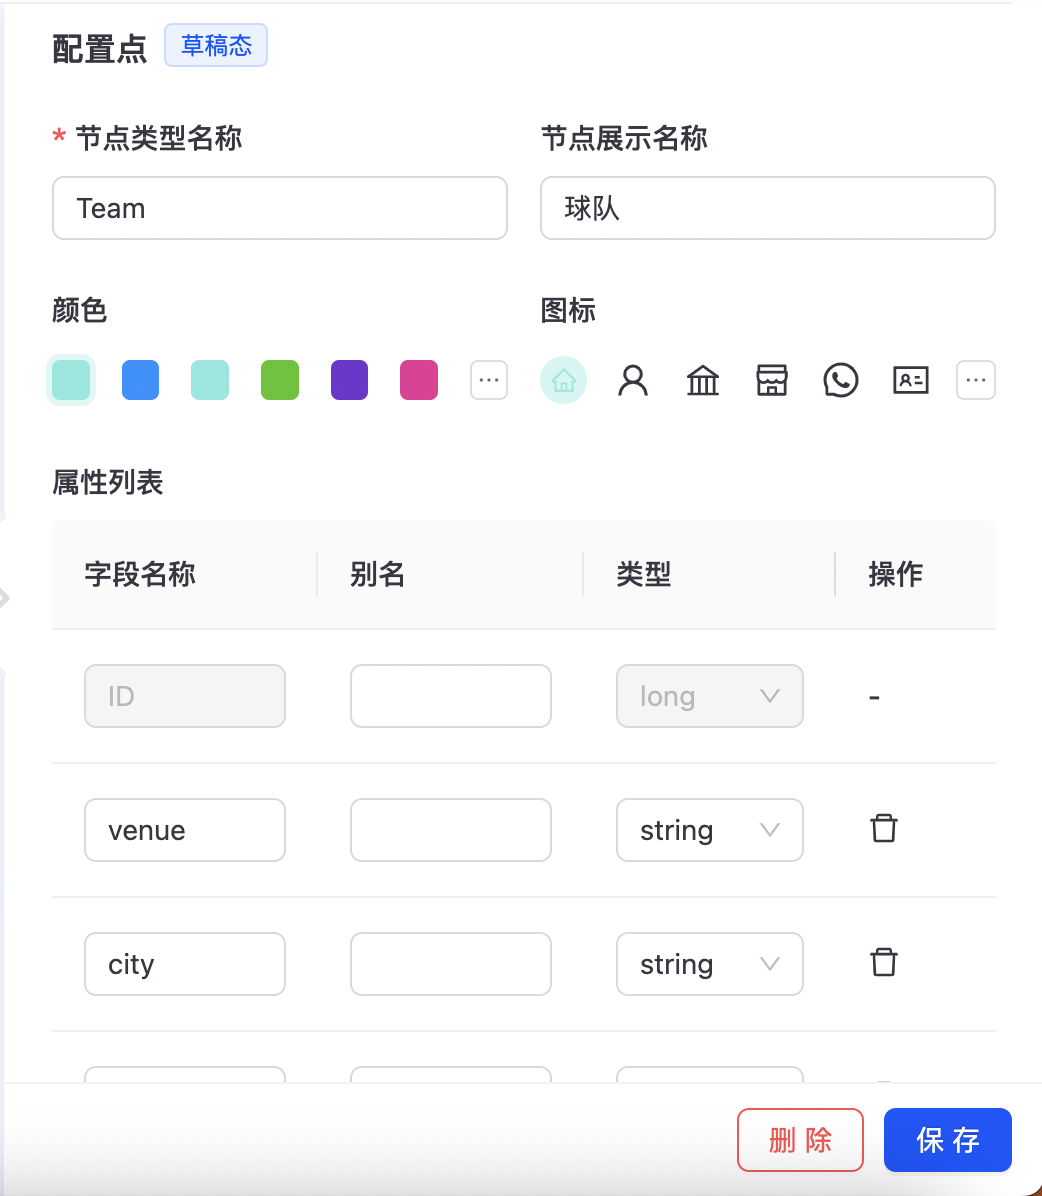 配置点 草稿态
* 节点类型名称 节点展示名称
Team 球队
颜色 图标
属性列表
字段名称 别名 类型 操作
ID long -
venue string
city string
删除 保存